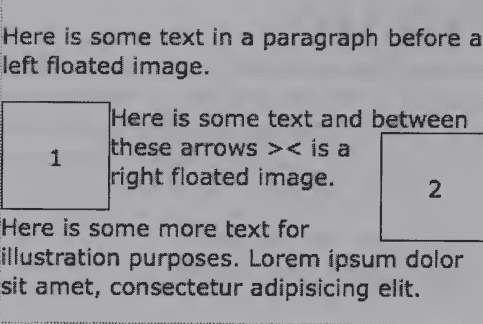 Here is some text in a paragraph before a
left floated image.
1
Here is some text and between
these arrows >< is a
right floated image.
2
Here is some more text for
illustration purposes. Lorem ipsum dolor
sit amet, consectetur adipisicing elit.